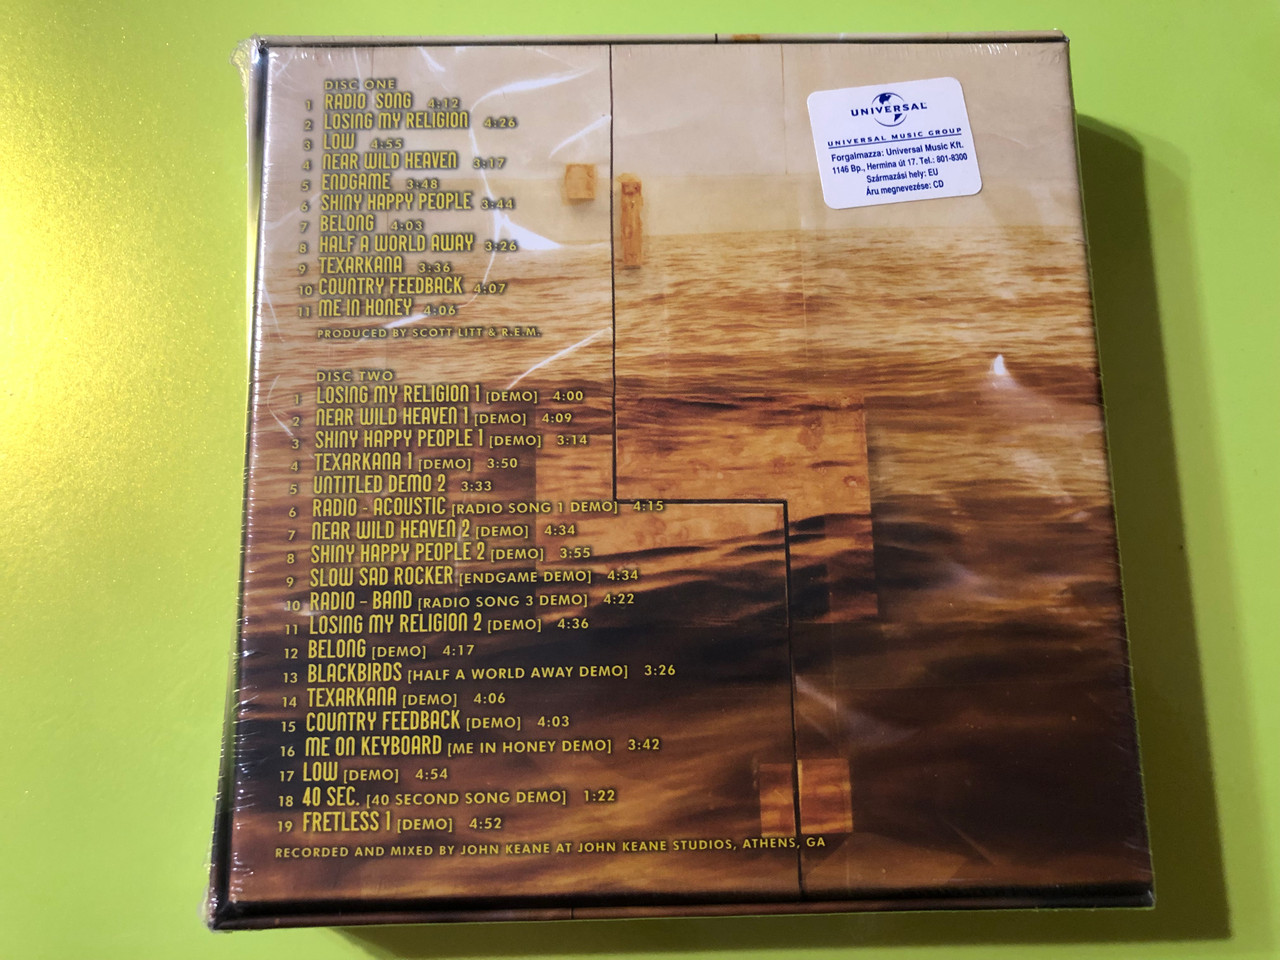 DISC ONE
1 RADIO SONG 4:12
2 LOSING MY RELIGION 4:26
3 LOW 4:55
4 NEAR WILD HEAVEN 3:17
5 ENDGAME 3:48
6 SHINY HAPPY PEOPLE 3:44
7 BELONG 4:03
8 HALF A WORLD AWAY 3:26
9 TEXARKANA 3:36
10 COUNTRY FEEDBACK 4:07
11 ME IN HONEY 4:06
PRODUCED BY SCOTT LITT & R.E.M.
DISC TWO
1 LOSING MY RELIGION 1 [DEMO] 4:00
2 NEAR WILD HEAVEN 1 [DEMO] 4:09
3 SHINY HAPPY PEOPLE 1 [DEMO] 3:14
4 TEXARKANA 1 [DEMO] 3:50
5 UNTITLED DEMO 2 3:33
6 RADIO - ACOUSTIC [RADIO SONG 1 DEMO] 4:15
7 NEAR WILD HEAVEN 2 [DEMO] 4:34
8 SHINY HAPPY PEOPLE 2 [DEMO] 3:55
9 SLOW SAD ROCKER [ENDGAME DEMO] 4:34
10 RADIO – BAND [RADIO SONG 3 DEMO] 4:22
11 LOSING MY RELIGION 2 [DEMO] 4:36
12 BELONG [DEMO] 4:17
13 BLACKBIRDS [HALF A WORLD AWAY DEMO] 3:26
14 TEXARKANA [DEMO] 4:06
15 COUNTRY FEEDBACK [DEMO] 4:03
16 ME ON KEYBOARD [ME IN HONEY DEMO] 3:42
17 LOW [DEMO] 4:54
18 40 SEC. [40 SECOND SONG DEMO] 1:22
19 FRETLESS 1 [DEMO] 4:52
RECORDED AND MIXED BY JOHN KEANE AT JOHN KEANE STUDIOS, ATHENS, GA
UNIVERSAL
UNIVERSAL MUSIC GROUP
Forgalmazza: Universal Music Kft.
1146 Bp., Hermina út 17. Tel.: 801-8300
Származási hely: EU
Áru megnevezése: CD